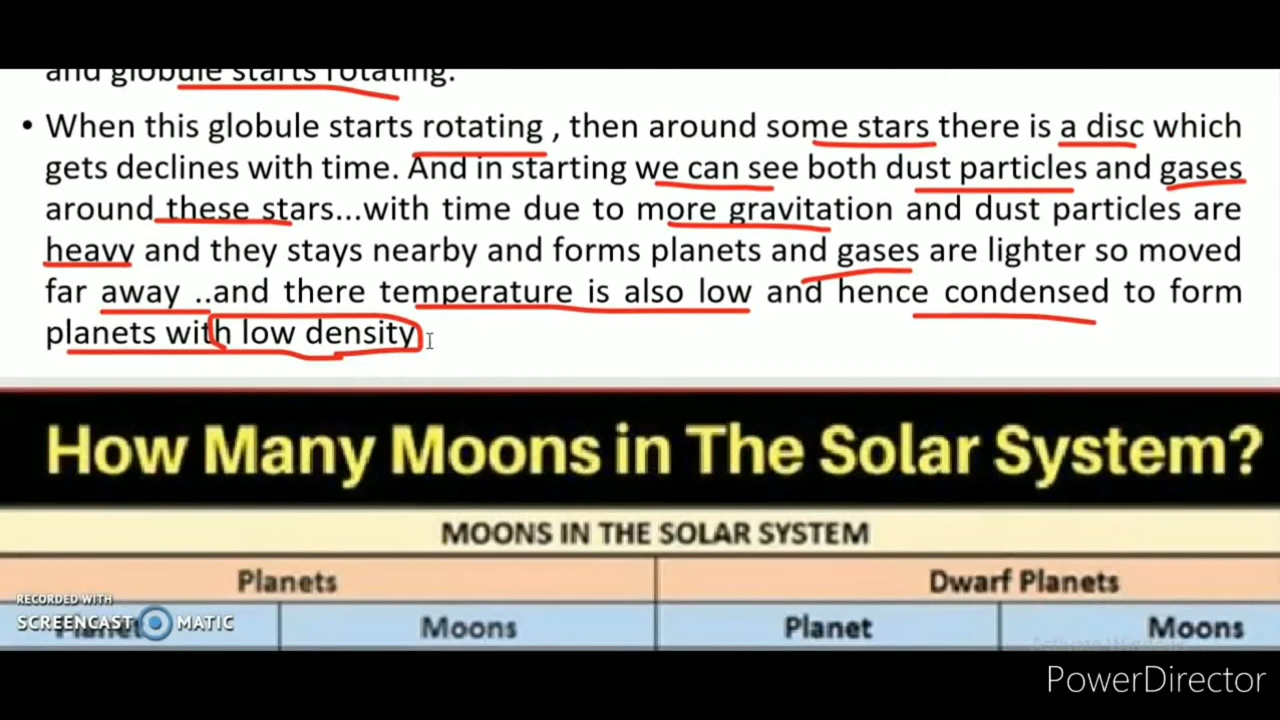 and globule starts rotating.
• When this globule starts rotating , then around some stars there is a disc which
gets declines with time. And in starting we can see both dust particles and gases
around these stars...with time due to more gravitation and dust particles are
heavy and they stays nearby and forms planets and gases are lighter so moved
far away ..and there temperature is also low and hence condensed to form
planets with low density
How Many Moons in The Solar System?
MOONS IN THE SOLAR SYSTEM
Planets Dwarf Planets
RECORDED WITH
SCREENCAST MATIC
Planet Moons Planet Moons
PowerDirector